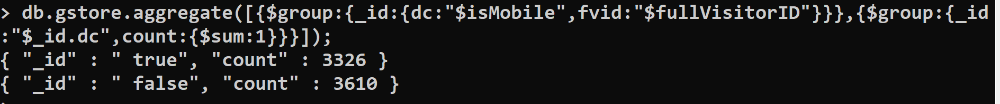 > db.gstore.aggregate([{$group:{_id:{dc:"$isMobile",fvid:"$fullVisitorID"}}},{$group:{_id
:"$_id.dc",count:{$sum:1}}}]);
{ "_id" : " true", "count" : 3326 }
{ "_id" : " false", "count" : 3610 }